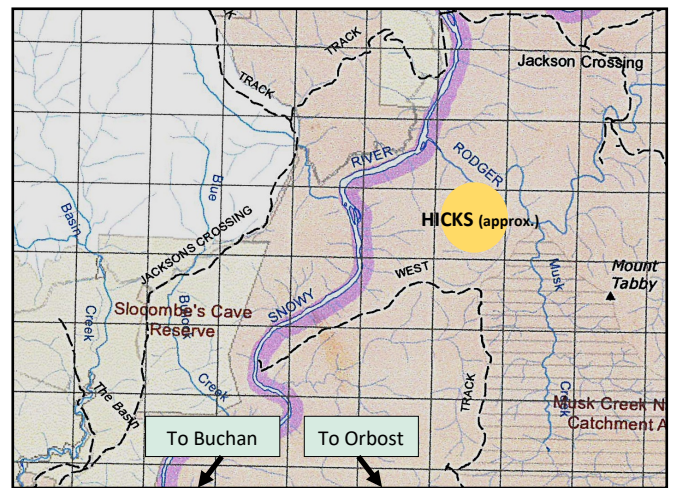 TRACK
TRACK
Jackson Crossing
RIVER
RODGER
HICKS (approx.)
Basin
Blue
JACKSONS CROSSING
WEST
Musk
Mount
Tabby
SNOWY
Slocombe's Cave
Reserve
Bullock
Creek
Creek
The Basin
TRACK
Creek
Musk Creek N
Catchment A
To Buchan
To Orbost